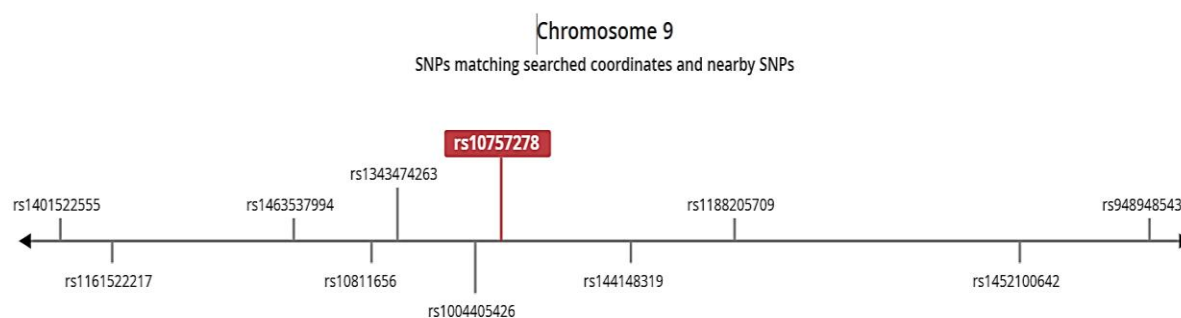 Chromosome 9
SNPs matching searched coordinates and nearby SNPs
rs10757278
rs1343474263
rs1401522555
rs1463537994
rs1188205709
rs948948543
rs1161522217
rs10811656
rs144148319
rs1452100642
rs1004405426